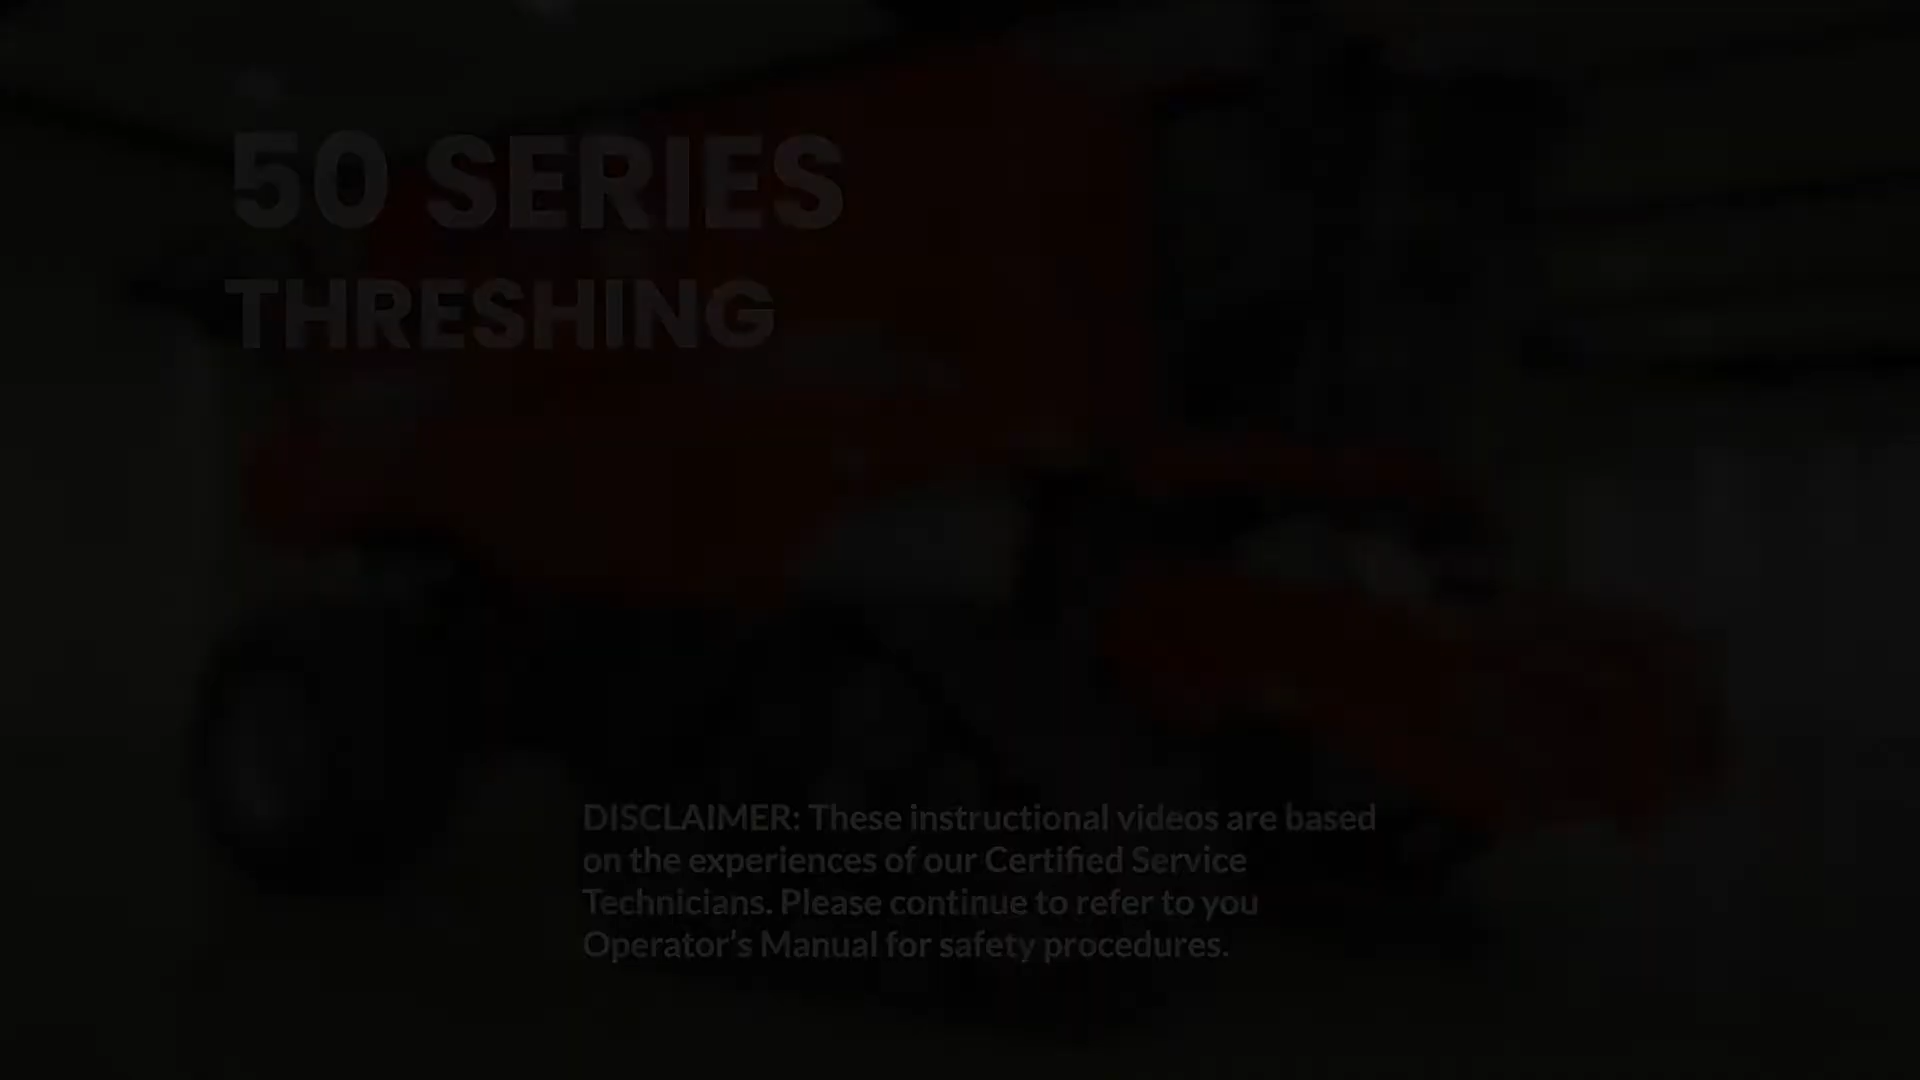 50 SERIES
THRESHING
DISCLAIMER: These instructional videos are based
on the experiences of our Certified Service
Technicians. Please continue to refer to you
Operator's Manual for safety procedures.